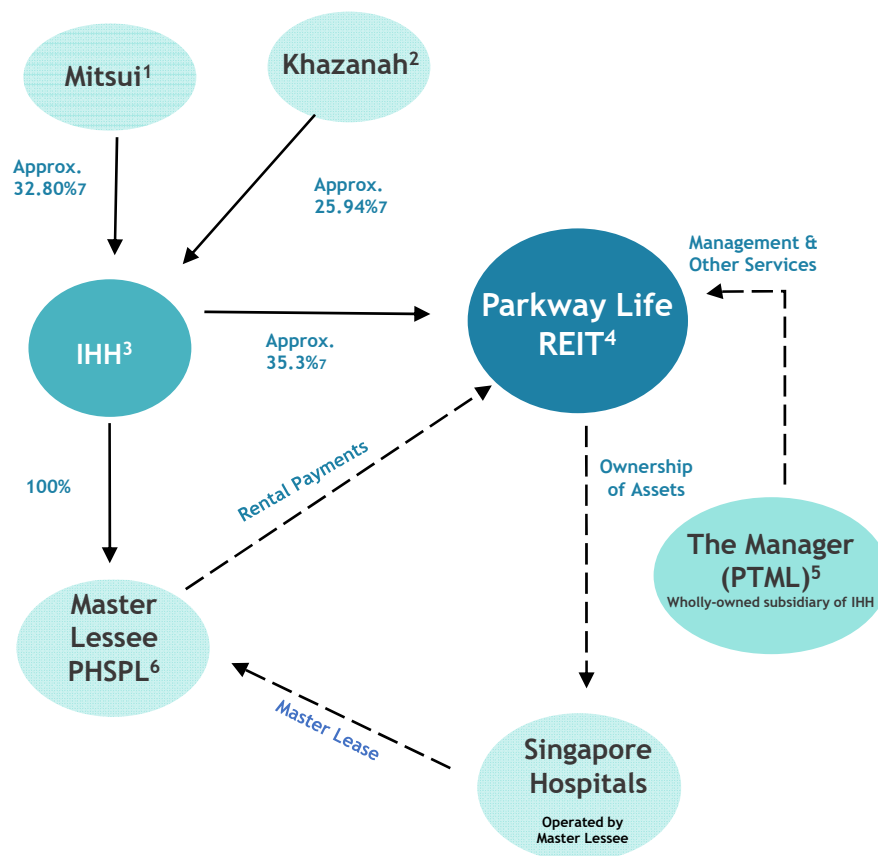 Mitsui1
Khazanah2
Approx.
32.80%7
Approx.
25.94%7
Management &
Other Services
Parkway Life
REIT4
IHH3
Approx.
35.3%7
Rental Payments
Ownership
of Assets
100%
The Manager
(PTML)5
Wholly-owned subsidiary of IHH
Master
Lessee
PHSPL6
Master Lease
Singapore
Hospitals
Operated by
Master Lessee